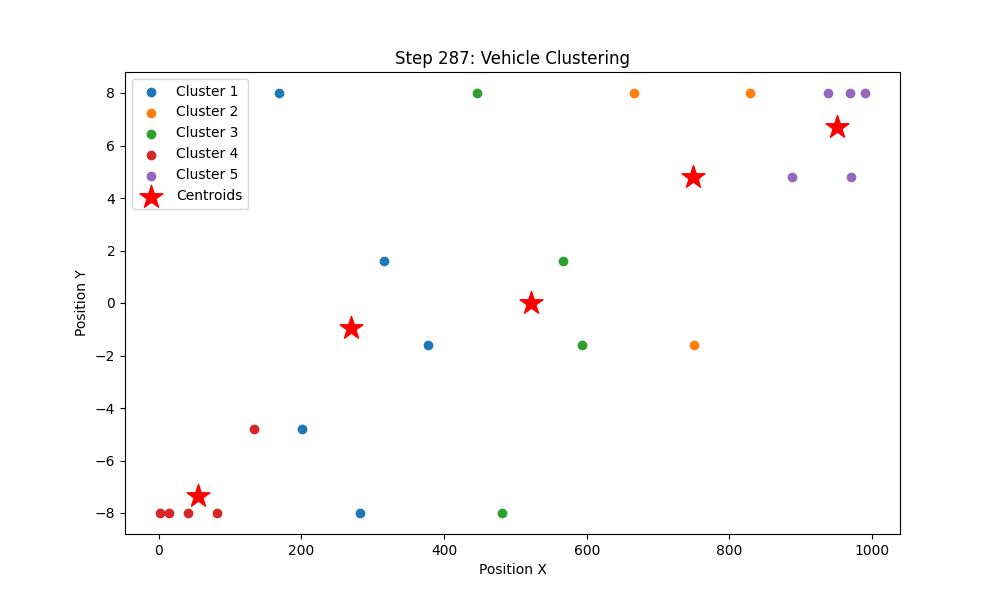 Step 287: Vehicle Clustering
Cluster 1
Cluster 2
Cluster 3
Cluster 4
Cluster 5
Centroids
8
6
4
2
0
−2
−4
−6
−8
Position Y
0 200 400 600 800 1000
Position X